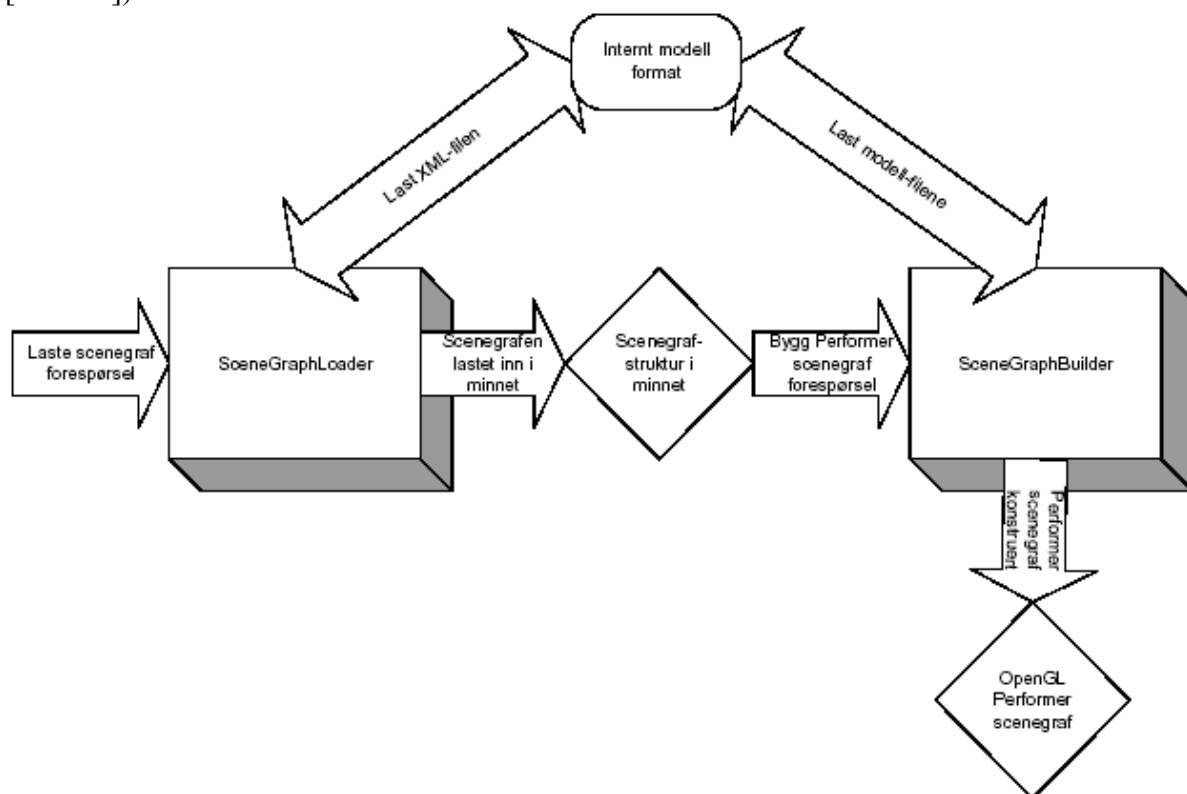 Internt modell
format
Last XML-filen
Last modell-filene
Laste scenegraf
forespørsel
SceneGraphLoader
Scenegrafen
lastet inn i
minnet
Scenegraf-
struktur i
minnet
Bygg Performer
scenegraf
forespørsel
SceneGraphBuilder
Performer
scenegraf
konstruert
OpenGL
Performer
scenegraf